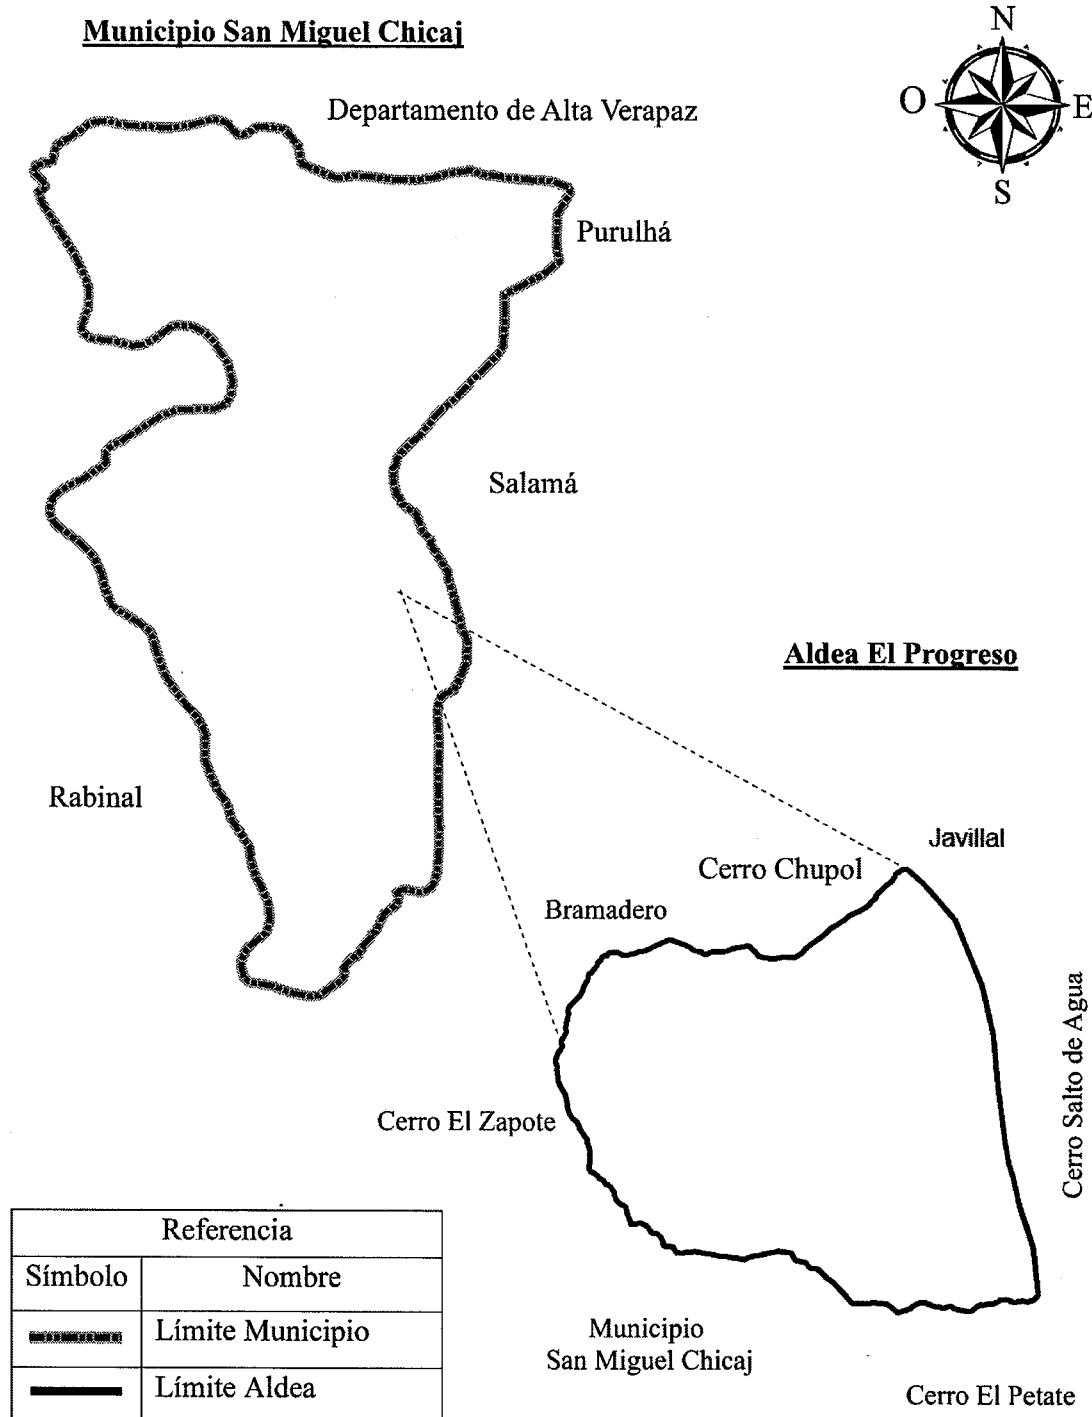 Municipio San Miguel Chicaj
N
O
E
S
Departamento de Alta Verapaz
Purulhá
Salamá
Aldea El Progreso
Rabinal
Javillal
Cerro Chupol
Bramadero
Cerro Salto de Agua
Cerro El Zapote
Referencia
Símbolo Nombre
Límite Municipio
Límite Aldea
Municipio
San Miguel Chicaj
Cerro El Petate